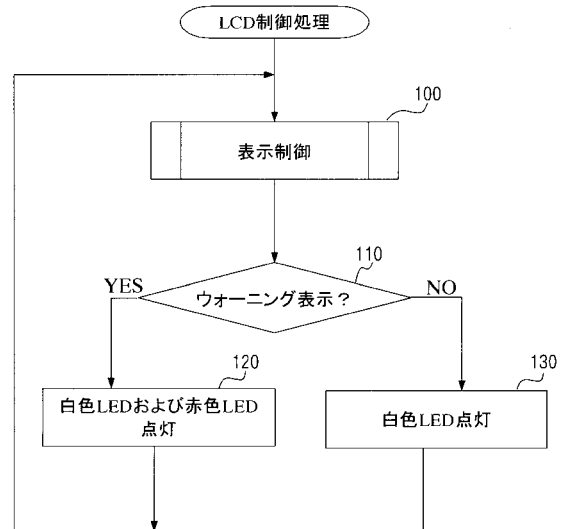 LCD制御処理
100
表示制御
110
ウォーニング表示？
YES
NO
120
白色LEDおよび赤色LED
点灯
130
白色LED点灯